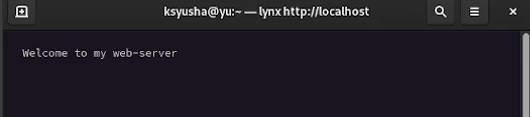 ksyusha@yu:~ — lynx http://localhost
Welcome to my web-server